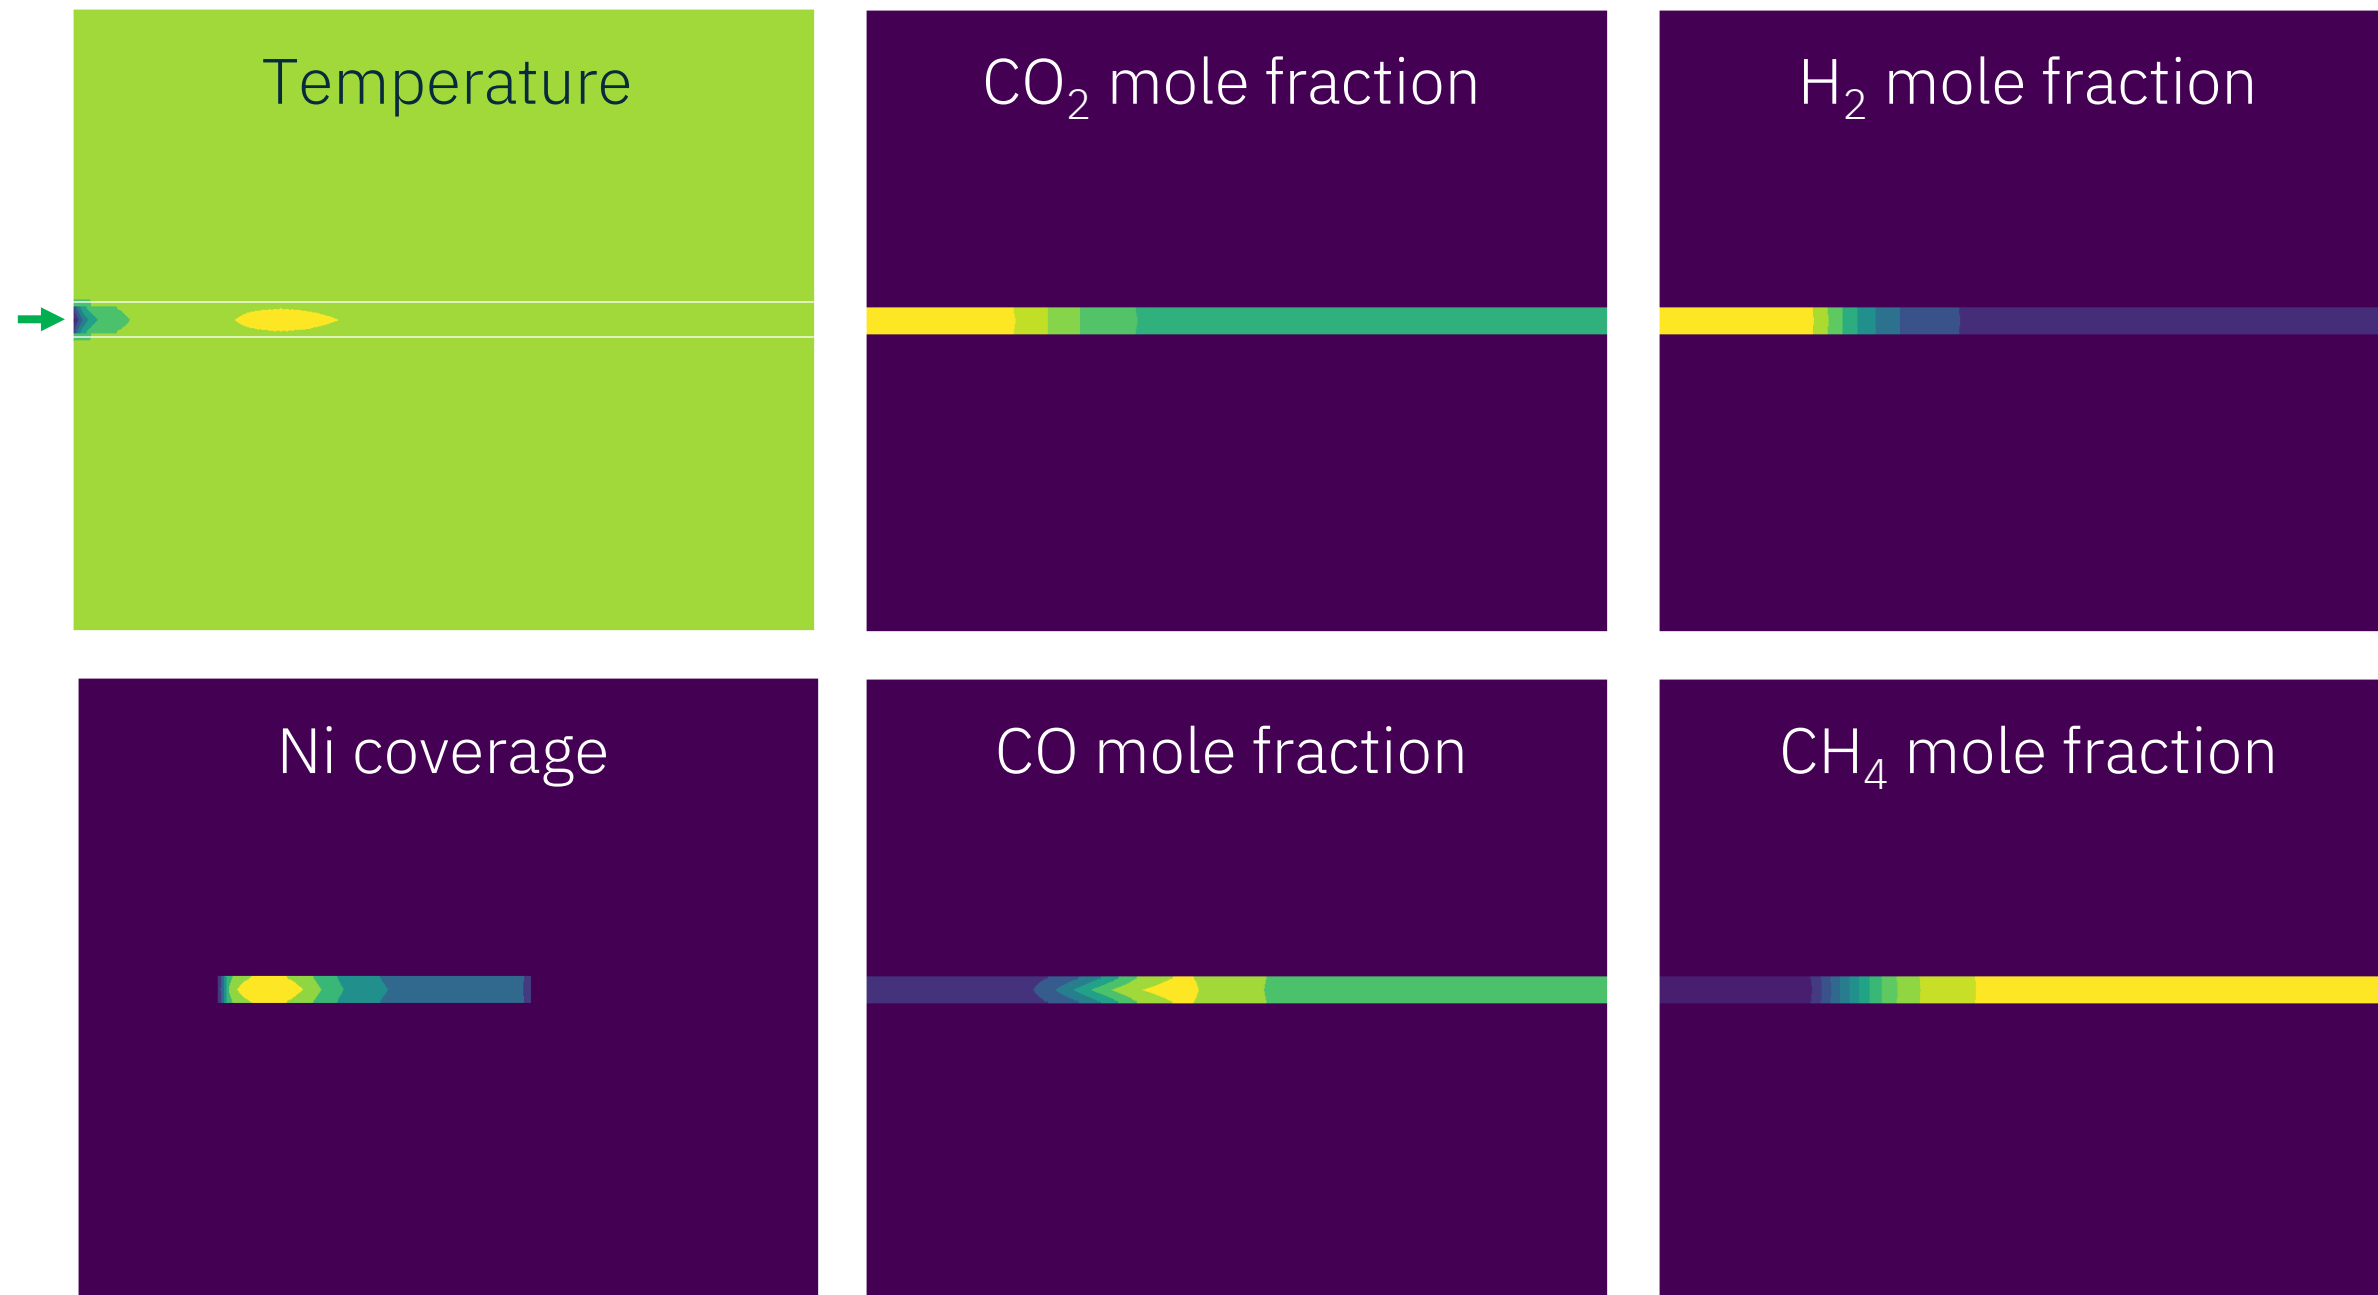 Temperature
CO₂ mole fraction
H₂ mole fraction
Ni coverage
CO mole fraction
CH₄ mole fraction